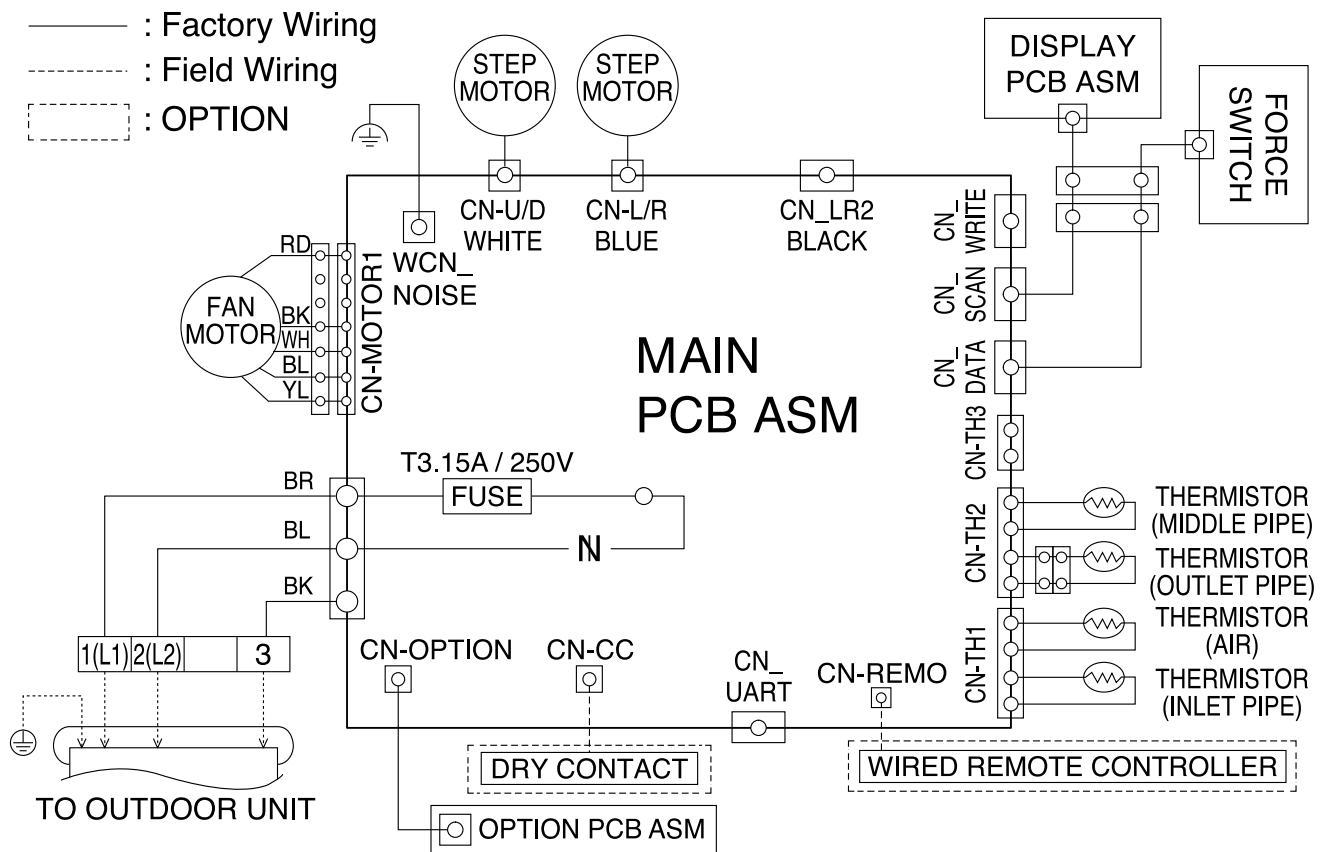 : Factory Wiring
: Field Wiring
: OPTION
STEP
MOTOR
STEP
MOTOR
DISPLAY
PCB ASM
FORCE
SWITCH
CN-U/D
WHITE
CN-L/R
BLUE
CN_LR2
BLACK
CN_
WRITE
WCN_
NOISE
RD
FAN
MOTOR
BK
WH
BL
YL
CN-MOTOR1
CN_
SCAN
CN_
DATA
MAIN
PCB ASM
CN-TH3
T3.15A / 250V
FUSE
BR
BL
N
BK
CN-TH2
THERMISTOR
(MIDDLE PIPE)
THERMISTOR
(OUTLET PIPE)
CN-TH1
THERMISTOR
(AIR)
THERMISTOR
(INLET PIPE)
1(L1) 2(L2) 3
CN-OPTION
CN-CC
CN_
UART
CN-REMO
DRY CONTACT
WIRED REMOTE CONTROLLER
TO OUTDOOR UNIT
OPTION PCB ASM